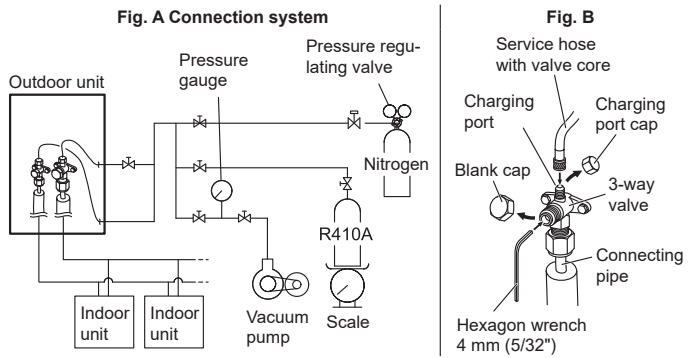 Fig. A Connection system
Outdoor unit
Pressure
gauge
Pressure regu-
lating valve
Nitrogen
R410A
Indoor
unit
Indoor
unit
Vacuum
pump
Scale
Fig. B
Service hose
with valve core
Charging
port
Charging
port cap
Blank cap
3-way
valve
Connecting
pipe
Hexagon wrench
4 mm (5/32")